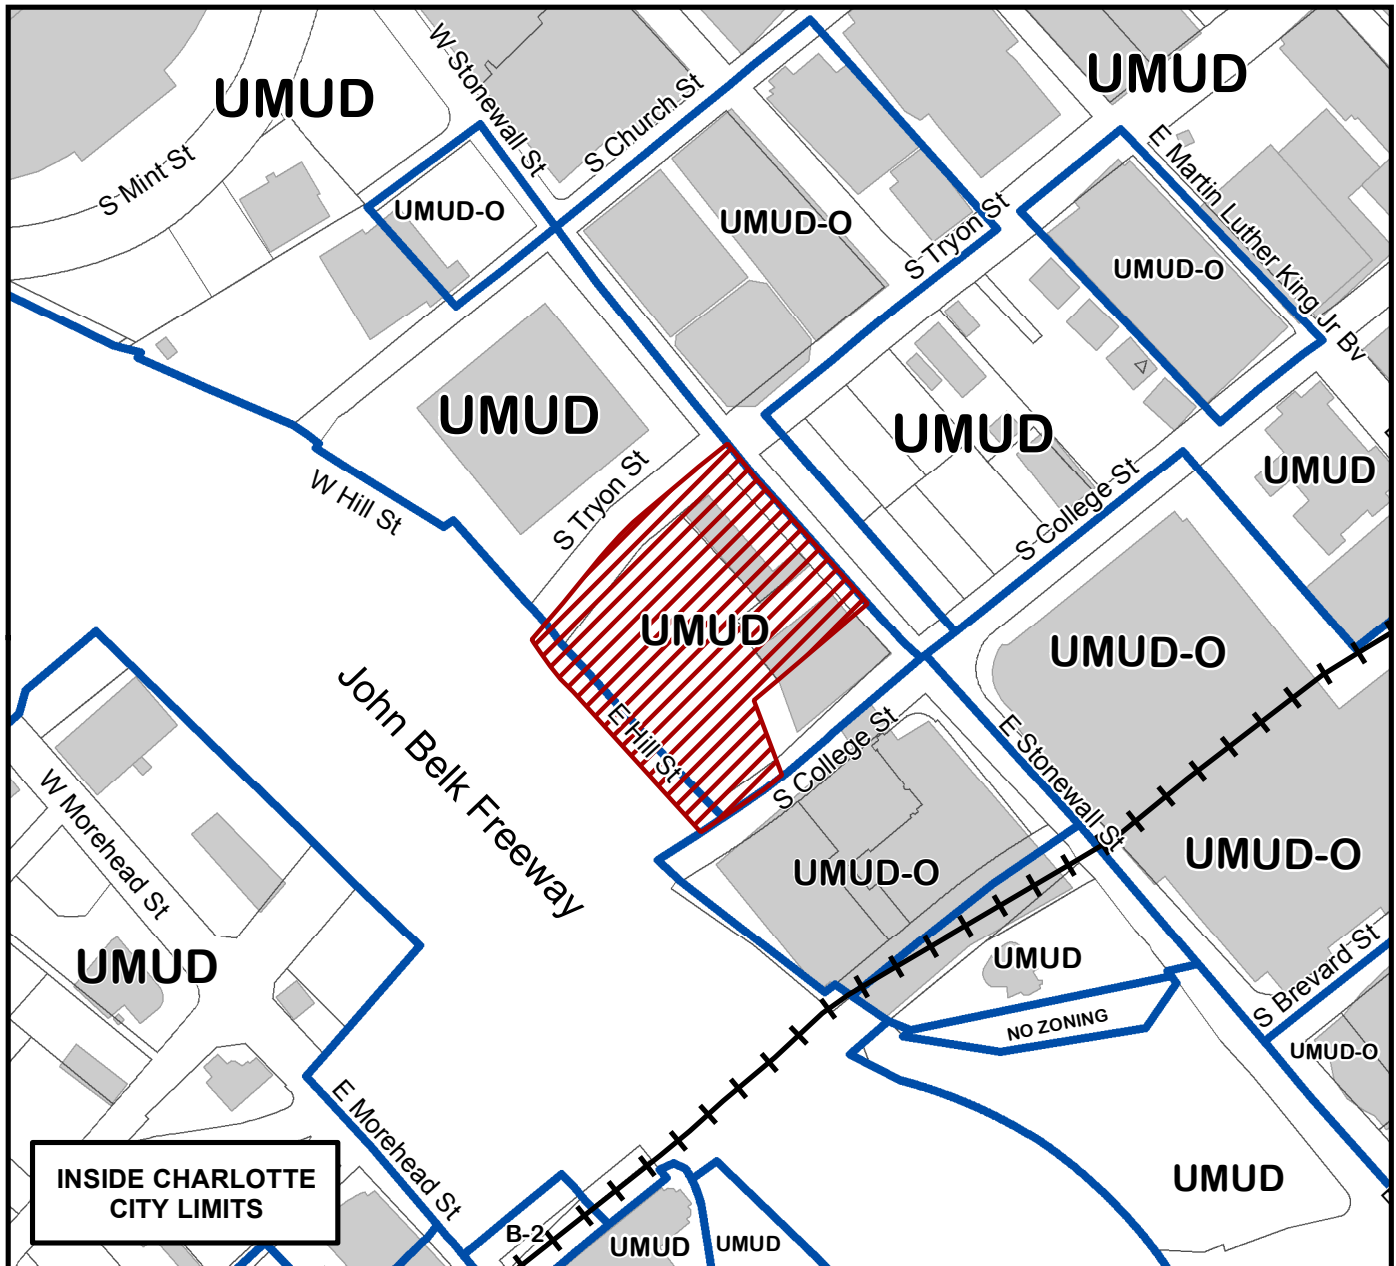 UMUD
W Stonewall St
S Church St
UMUD
S Mint St
UMUD-O
UMUD-O
S Tryon St
E Martin Luther King Jr Bv
UMUD-O
UMUD
UMUD
UMUD
W Hill St
S Tryon St
S College St
UMUD
UMUD-O
John Belk Freeway
E Hill St
S College St
E Stonewall St
W Morehead St
UMUD-O
UMUD-O
UMUD
UMUD
S Brevard St
NO ZONING
UMUD-O
E Morehead St
INSIDE CHARLOTTE
CITY LIMITS
UMUD
B-2
UMUD
UMUD